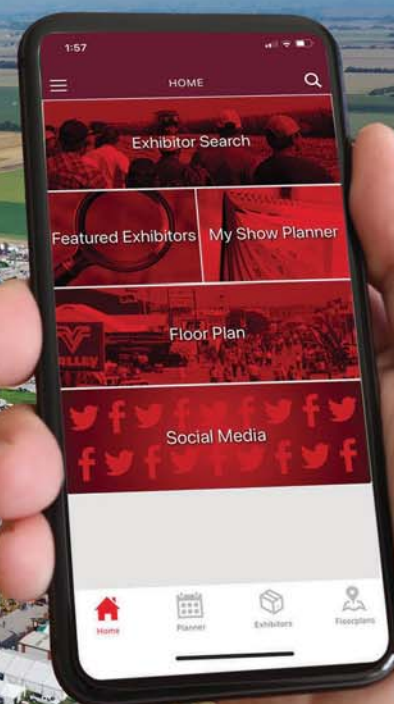 1:57
HOME
Exhibitor Search
Featured Exhibitors My Show Planner
VALLEY
Floor Plan
Social Media
Home Planner Exhibitors Floorplans